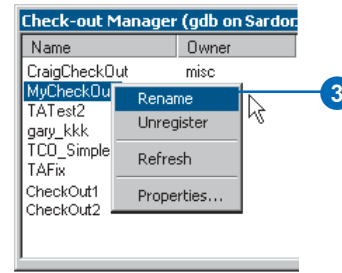 Check-out Manager (gdb on Sardor
Name Owner
CraigCheckOut misc
MyCheckOu
TATest2
gary_kkk
TCO_Simple
TAFix
CheckOut1
CheckOut2
Rename
Unregister
Refresh
Properties...
3